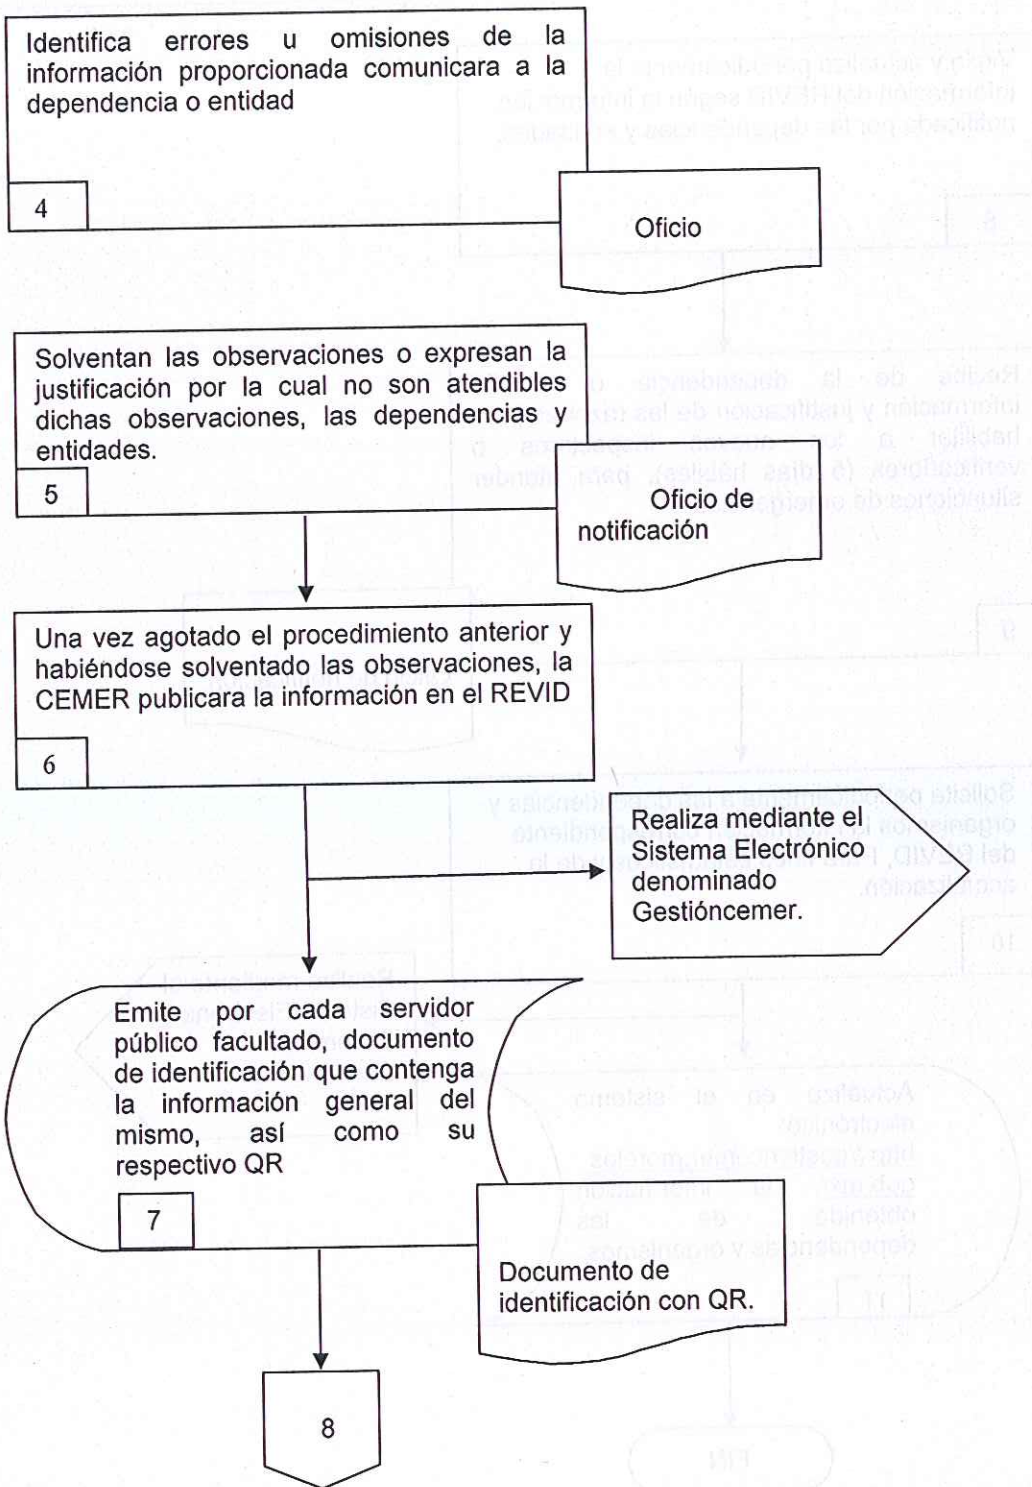 Identifica errores u omisiones de la
información proporcionada comunicara a la
dependencia o entidad
4
Oficio
Solventan las observaciones o expresan la
justificación por la cual no son atendibles
dichas observaciones, las dependencias y
entidades.
5
Oficio de
notificación
Una vez agotado el procedimiento anterior y
habiéndose solventado las observaciones, la
CEMER publicara la información en el REVID
6
Realiza mediante el
Sistema Electrónico
denominado
Gestióncemer.
Emite por cada servidor
público facultado, documento
de identificación que contenga
la información general del
mismo, así como su
respectivo QR
7
Documento de
identificación con QR.
8